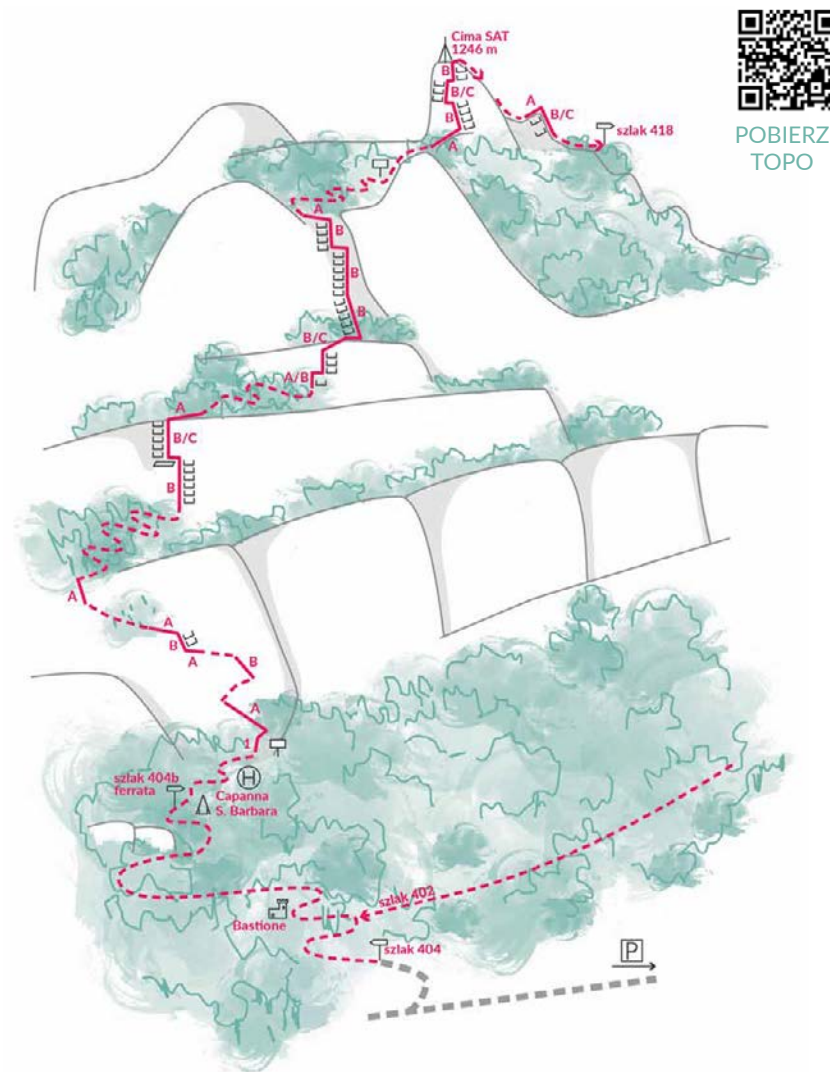 Cima SAT
1246 m
B
B/C
B
A
A
B/C
szlak 418
POBIERZ
TOPO
A
B
B
B
B/C
A/B
A
B/C
B
A
A
B
A
B
A
1
szlak 404b
ferrata
H
Capanna
S. Barbara
szlak 402
Bastione
szlak 404
P